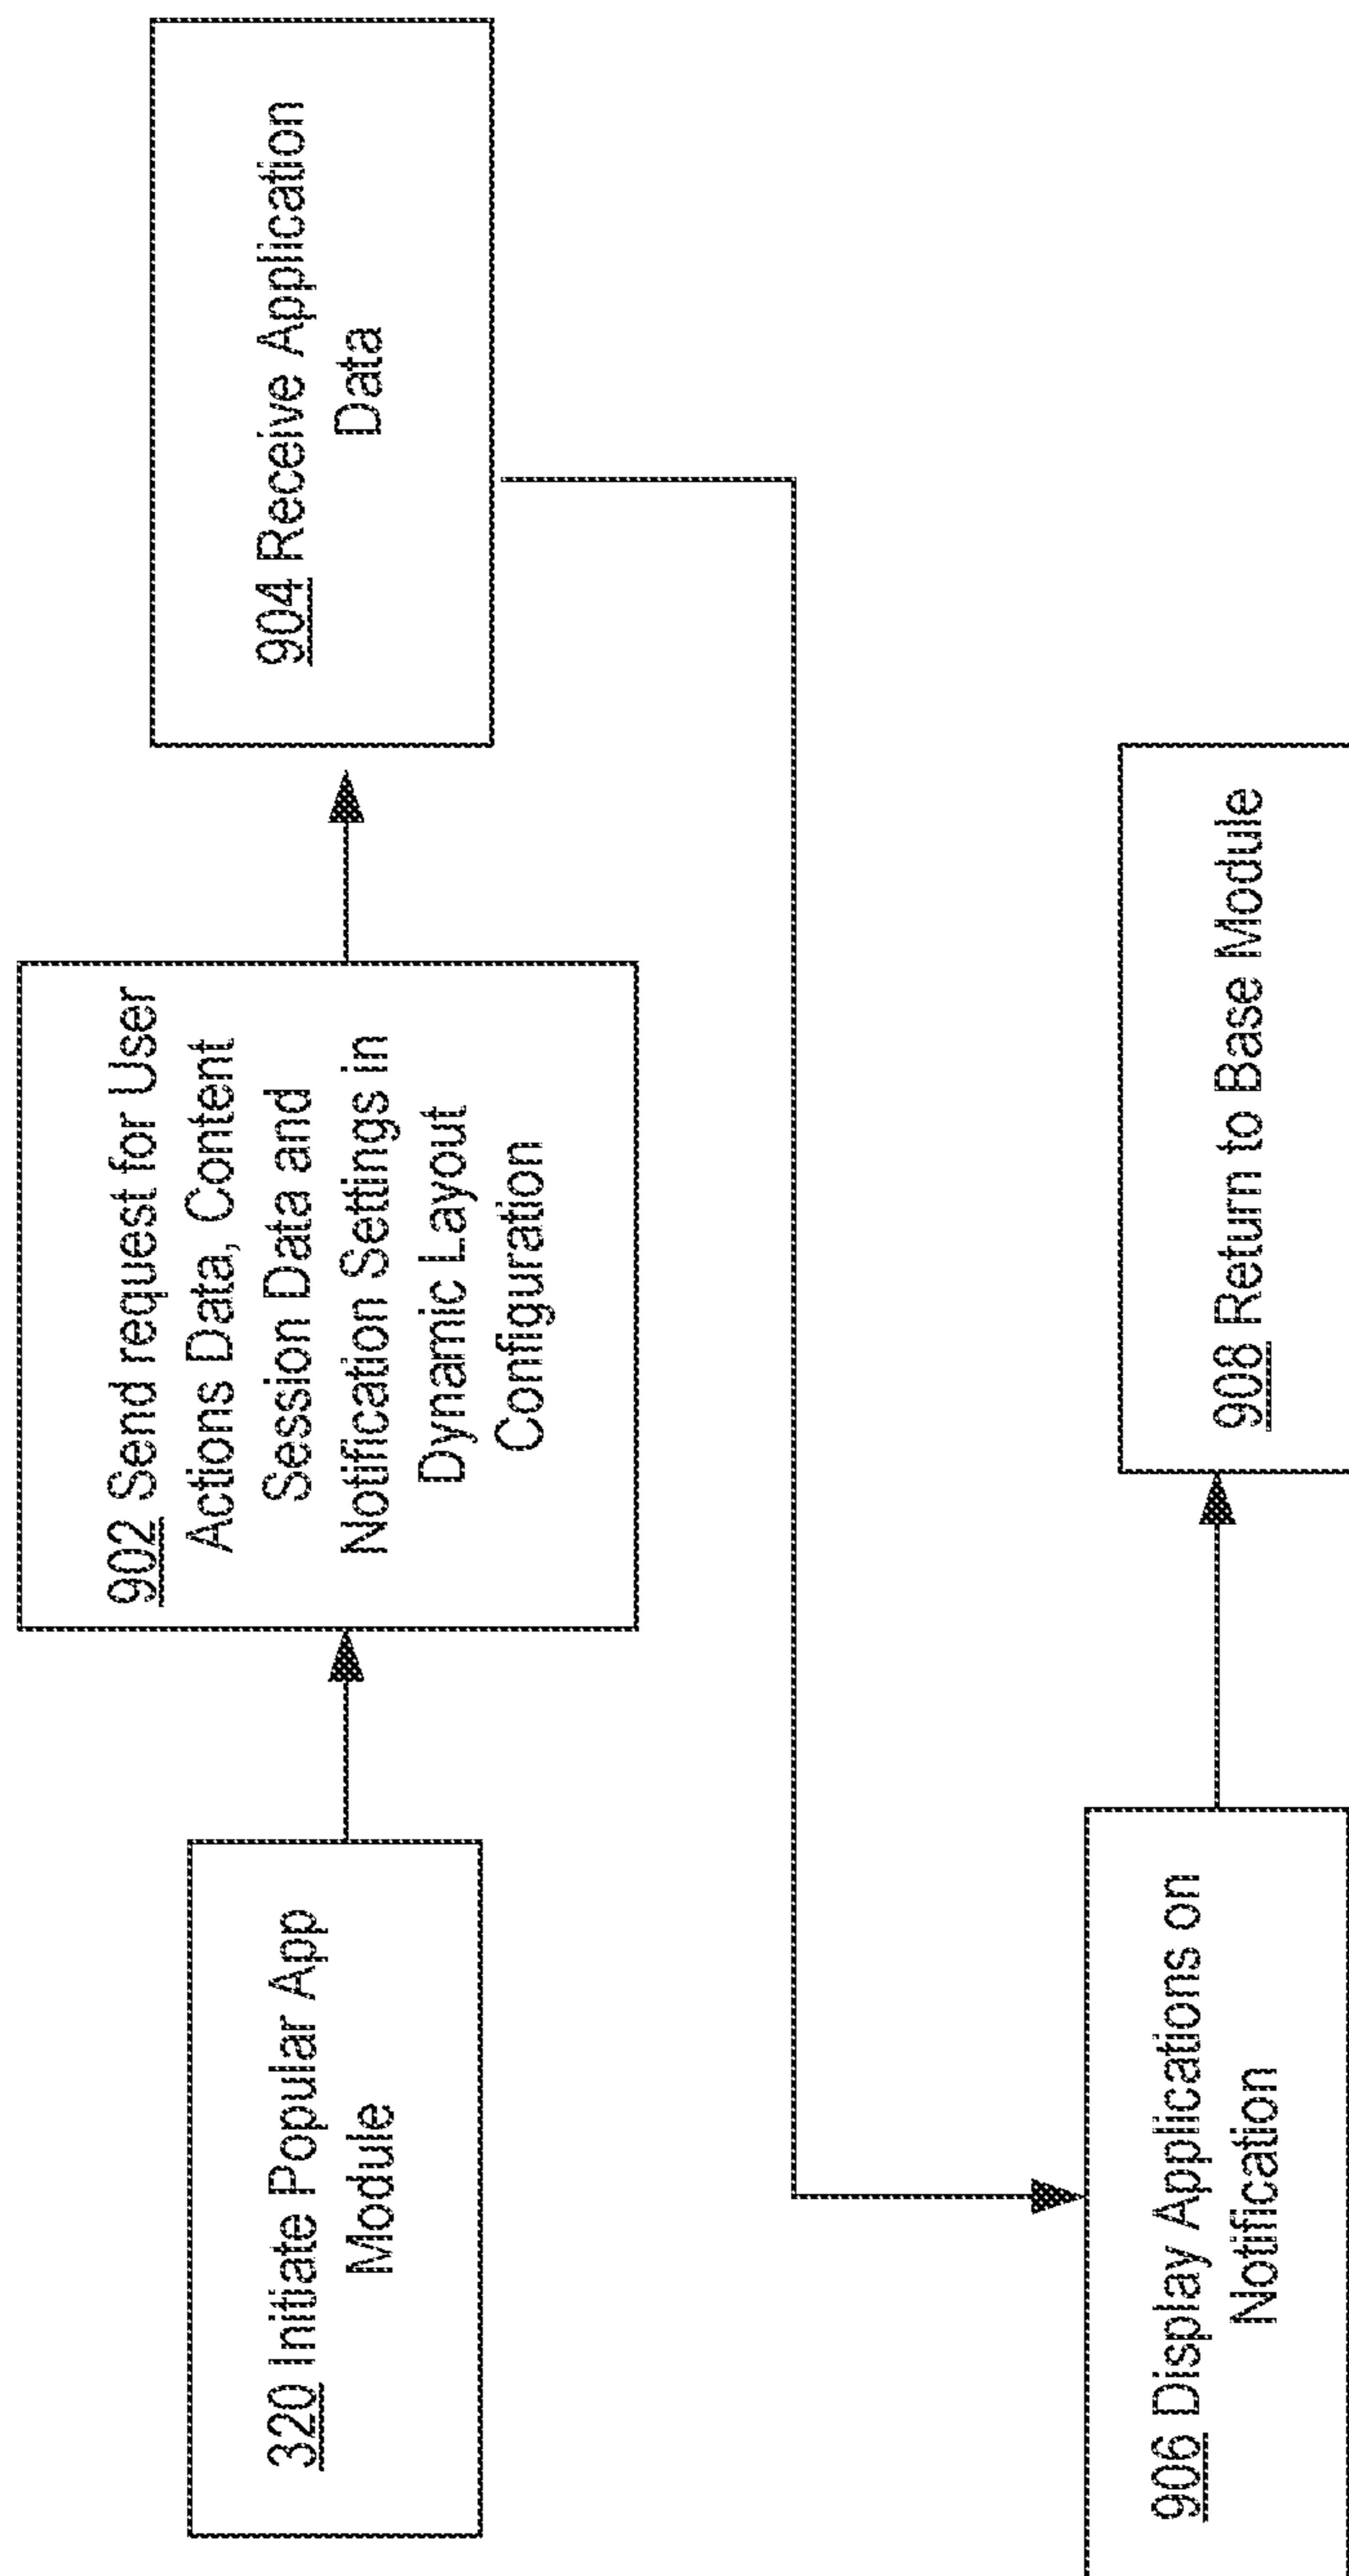 320 Initiate Popular App
Module
902 Send request for User
Actions Data, Content
Session Data and
Notification Settings in
Dynamic Layout
Configuration
904 Receive Application
Data
906 Display Applications on
Notification
908 Return to Base Module